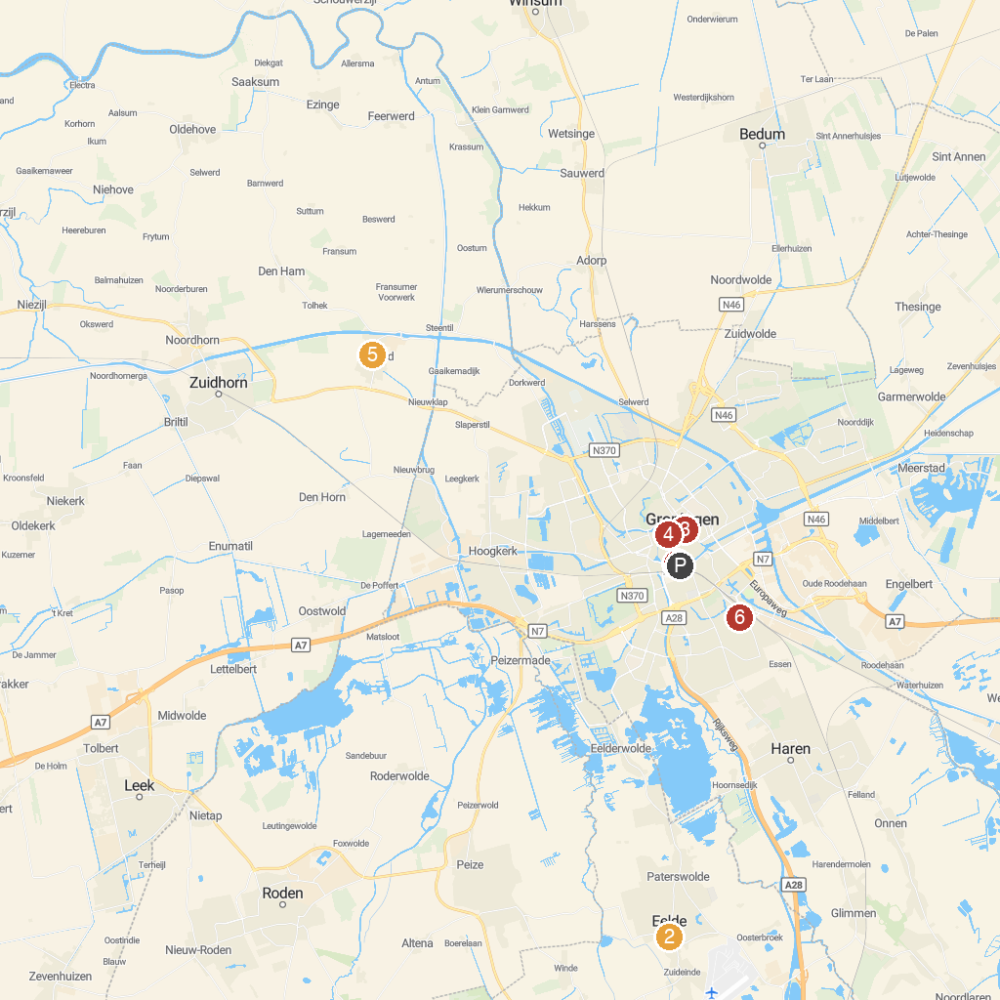 Schouwerzijl
Winsum
Onderwierum
De Palen
Diekgat
Allersma
Antum
Electra
Saaksum
Ter Laan
Ezinge
Westerdijkshorn
Aalsum
Klein Garnwerd
Feerwerd
Korhorn
Oldehove
Wetsinge
Bedum
Sint Annerhuisjes
Ikum
Krassum
Sint Annen
Gaaikemaweer
Selwerd
Sauwerd
Lutjewolde
Barnwerd
Niehove
Suttum
Hekkum
Beswerd
Heereburen
Frytum
Achter-Thesinge
Fransum
Oostum
Ellerhuizen
Adorp
Den Ham
Balmahuizen
Noordwolde
Noorderburen
Fransumer
Voorwerk
Wierumerschouw
Niezijl
Tolhek
N46
Thesinge
Okswerd
Steentil
Harssens
Zuidwolde
Noordhorn
5
Noordhomerga
Gaaikemadijk
Lageweg
Zevenhuisjes
Zuidhorn
Dorkwerd
Nieuwklap
Selwerd
Garmerwolde
N46
Briltil
Slaperstil
Noorddijk
Heidenschap
N370
Faan
Nieuwbrug
Meerstad
Kroonsfeld
Diepswal
Leegkerk
Niekerk
Den Horn
Oldekerk
N46
Middelbert
4
3
Lagemeeden
Enumatil
Hoogkerk
Kuzemer
N7
P
Pasop
De Poffert
Oude Roodehaan
Engelbert
N370
Europaweg
t Kret
Oostwold
A28
6
A7
N7
Matsloot
A7
De Jammer
Peizermade
Essen
Roodehaan
Lettelbert
Waterhuizen
A7
Midwolde
Rijksweg
Tolbert
Sandebuur
Eelderwolde
Haren
De Holm
Roderwolde
Leek
Hoornsedijk
Felland
Peizerwold
Nietap
Leutingewolde
Onnen
Foxwolde
Terheijl
Peize
Harendermolen
Paterswolde
A28
Roden
Glimmen
Eelde
2
Oostindie
Nieuw-Roden
Altena
Boerelaan
Oosterbroek
Blauw
Zevenhuizen
Winde
Zuideinde
Noordlaren